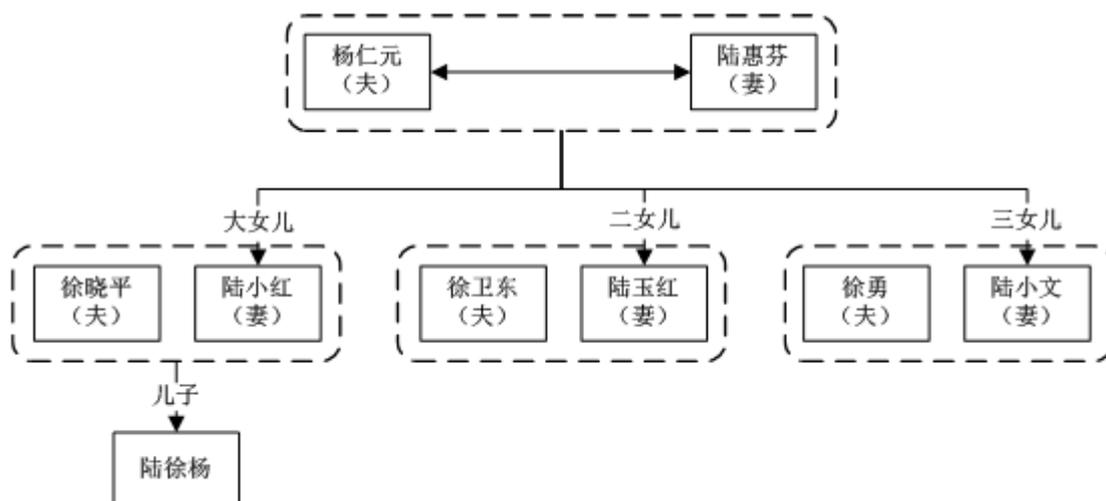 杨仁元
（夫）
陆惠芬
（妻）
大女儿
二女儿
三女儿
徐晓平
（夫）
陆小红
（妻）
徐卫东
（夫）
陆玉红
（妻）
徐勇
（夫）
陆小文
（妻）
儿子
陆徐杨